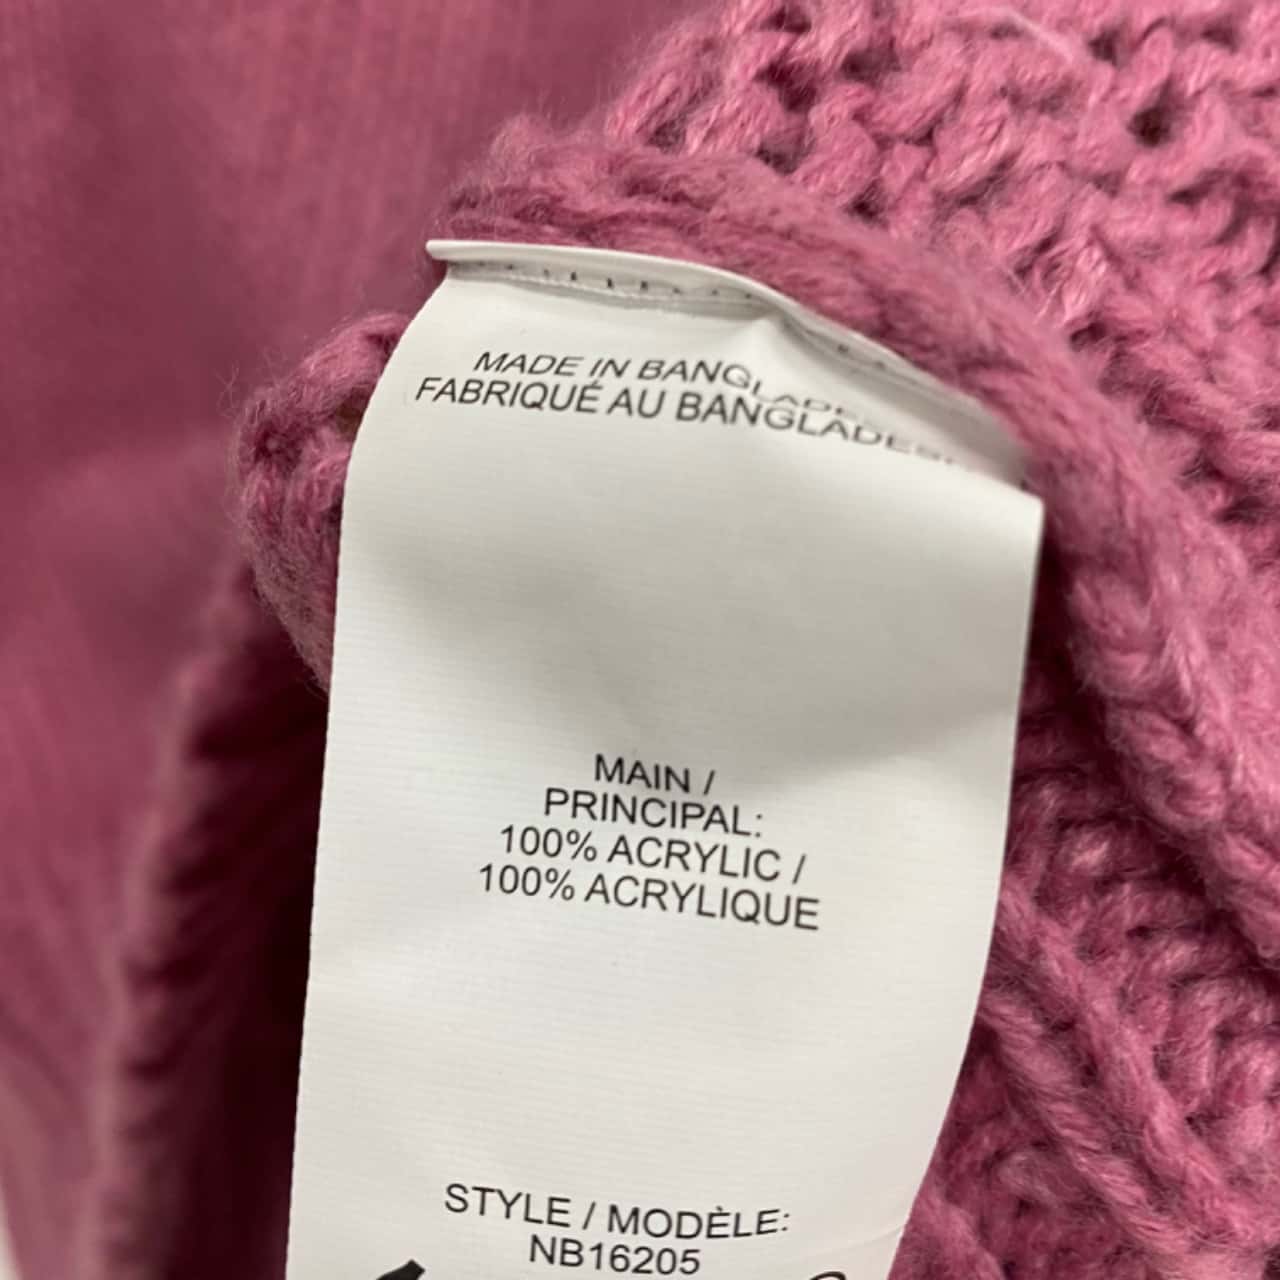 MADE IN BANGLADESH
FABRIQUÉ AU BANGLADESH
MAIN /
PRINCIPAL:
100% ACRYLIC /
100% ACRYLIQUE
STYLE / MODÈLE:
NB16205